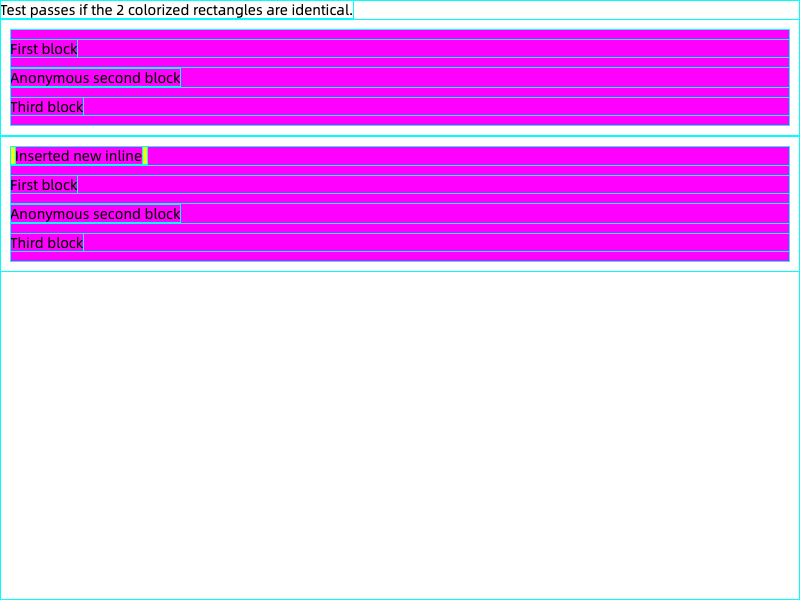 Test passes if the 2 colorized rectangles are identical.
First block
Anonymous second block
Third block
Inserted new inline
First block
Anonymous second block
Third block